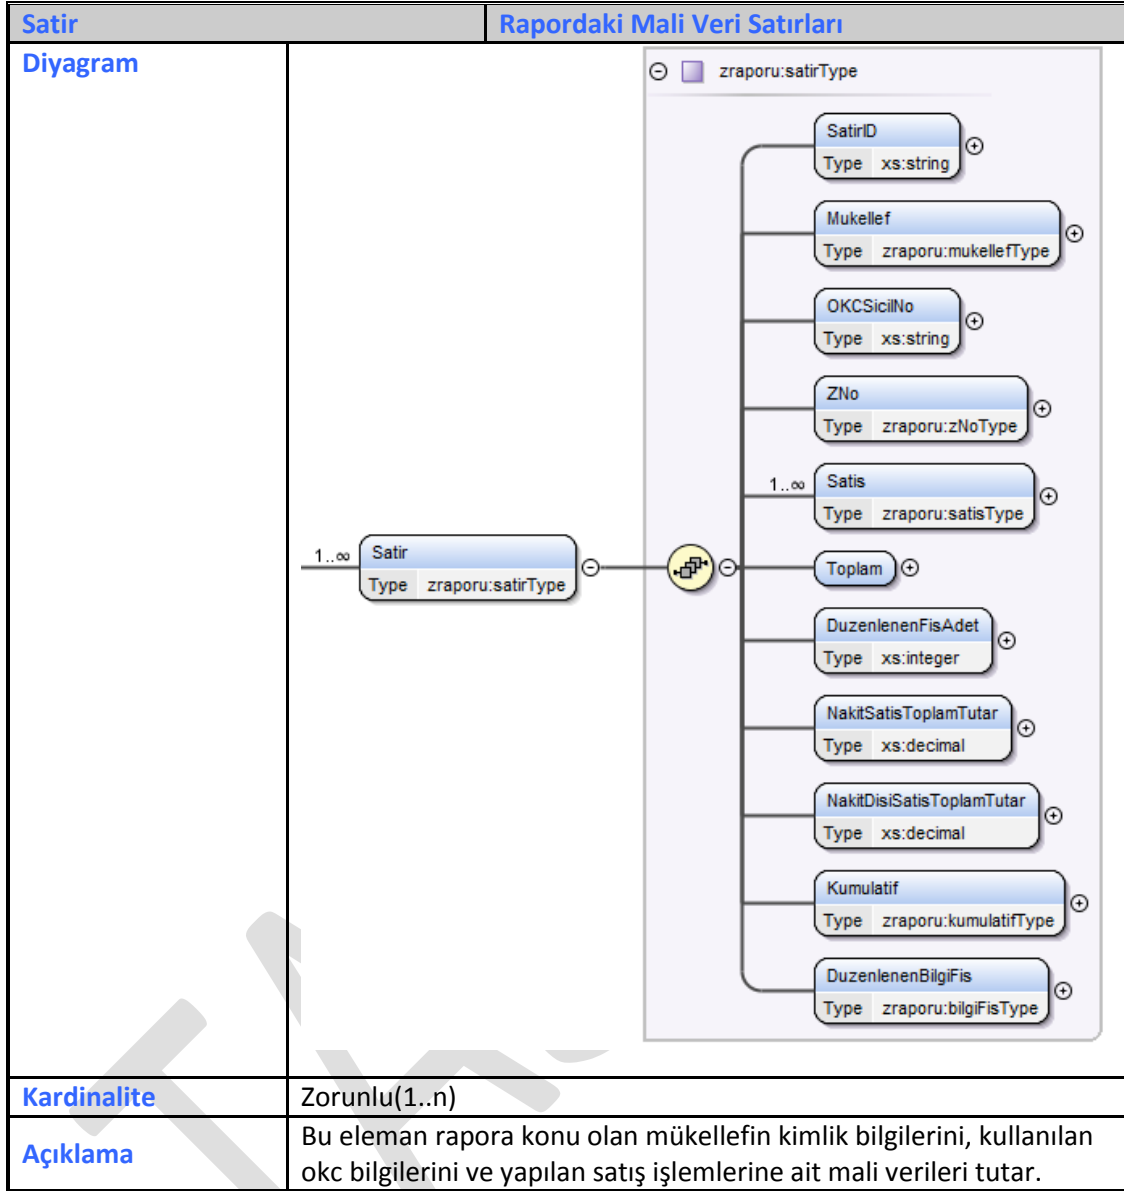 Satir
Rapordaki Mali Veri Satırları
Diyagram
zraporu:satirType
SatirID
Type xs:string
Mukellef
Type zraporu:mukellefType
OKCSicilNo
Type xs:string
ZNo
Type zraporu:zNoType
1..∞
Satis
Type zraporu:satisType
1..∞
Satir
Type zraporu:satirType
Toplam
DuzenlenenFisAdet
Type xs:integer
NakitSatisToplamTutar
Type xs:decimal
NakitDisiSatisToplamTutar
Type xs:decimal
Kumulatif
Type zraporu:kumulatifType
DuzenlenenBilgiFis
Type zraporu:bilgiFisType
Kardinalite
Zorunlu(1..n)
Açıklama
Bu eleman rapora konu olan mükellefin kimlik bilgilerini, kullanılan
okc bilgilerini ve yapılan satış işlemlerine ait mali verileri tutar.